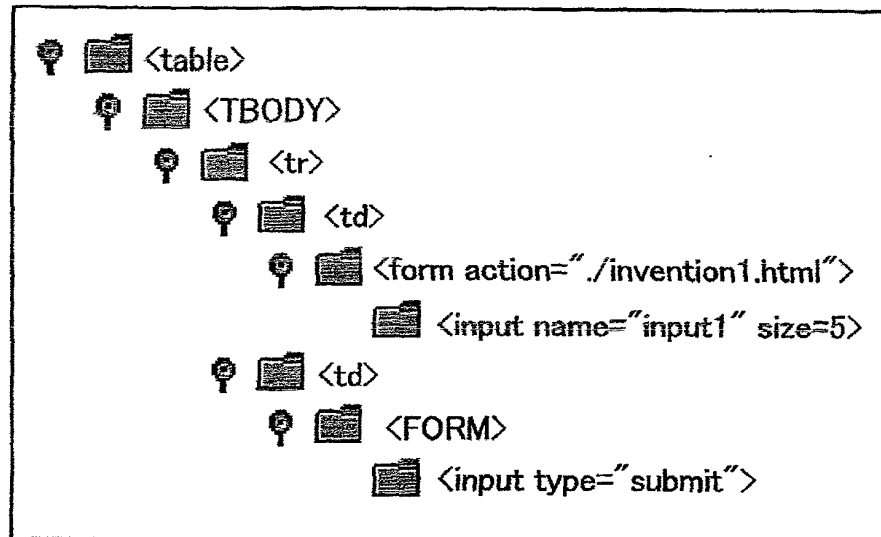 <table>
<TBODY>
<tr>
<td>
<form action="./invention1.html">
<input name="input1" size=5>
<td>
<FORM>
<input type="submit">